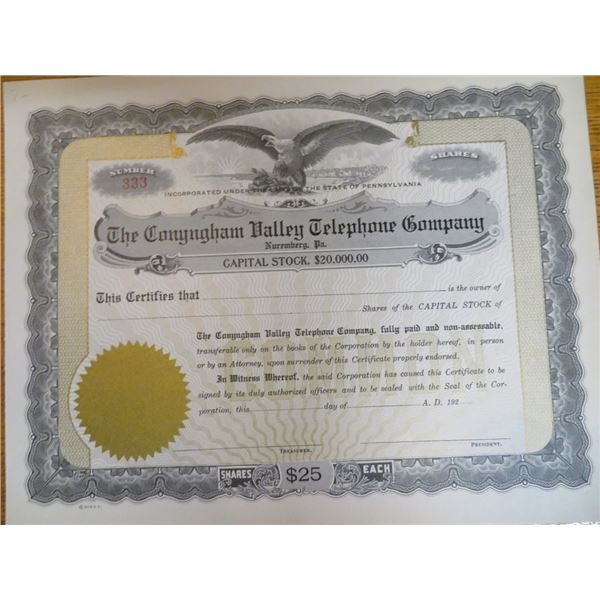 NUMBER
333
SHARES
INCORPORATED UNDER THE LAWS OF THE STATE OF PENNSYLVANIA
The Conyngham Valley Telephone Company
Nuremberg, Pa.
CAPITAL STOCK, $20.000.00
This Certifies that is the owner of
Shares of the CAPITAL STOCK of
The Conyngham Valley Telephone Company, fully paid and non-assessable,
transferable only on the books of the Corporation by the holder hereof, in person
or by an Attorney, upon surrender of this Certificate properly endorsed.
In Witness Whereof, the said Corporation has caused this Certificate to be
signed by its duly authorized officers and to be sealed with the Seal of the Cor-
poration, this day of A. D. 192
TREASURER. PRESIDENT.
SHARES $25 EACH